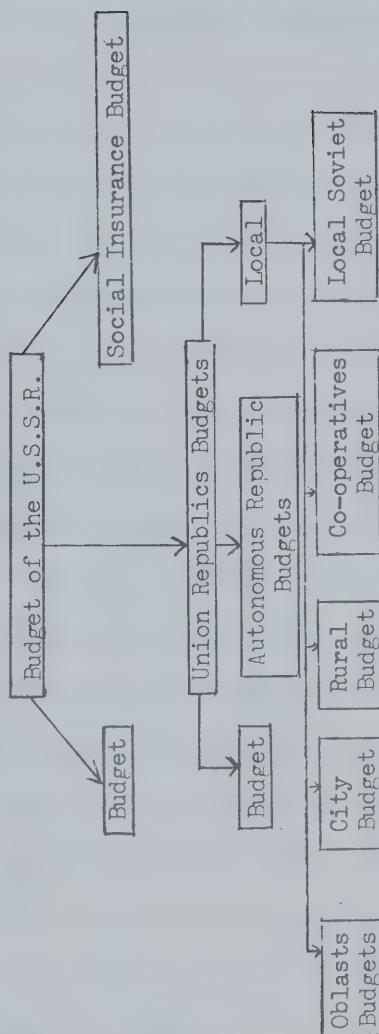 Budget of the U.S.S.R.
Budget
Social Insurance Budget
Union Republics Budgets
Budget
Autonomous Republic
Budgets
Local
Oblasts
Budgets
City
Budget
Rural
Budget
Co-operatives
Budget
Local Soviet
Budget